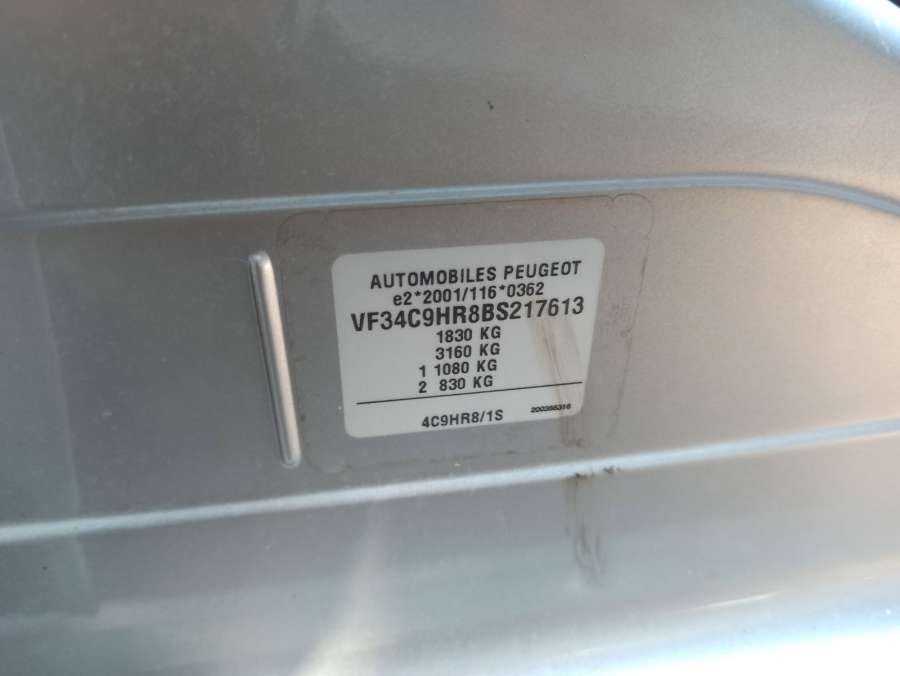 AUTOMOBILES PEUGEOT
e2*2001/116*0362
VF34C9HR8BS217613
1830 KG
3160 KG
1 1080 KG
2 830 KG
4C9HR8/1S